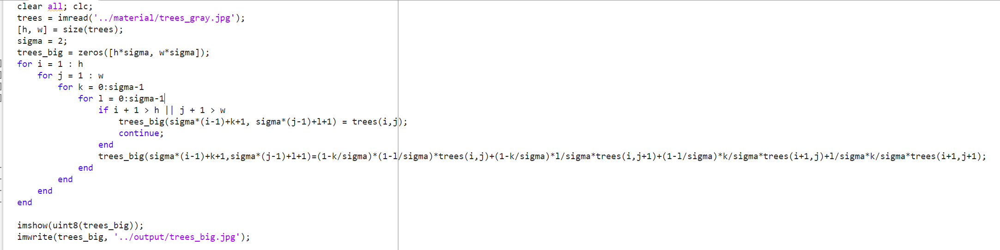 clear all; clc;
trees = imread('../material/trees_gray.jpg');
[h, w] = size(trees);
sigma = 2;
trees_big = zeros([h*sigma, w*sigma]);
for i = 1 : h
    for j = 1 : w
        for k = 0:sigma-1
            for l = 0:sigma-1
                if i + 1 > h || j + 1 > w
                    trees_big(sigma*(i-1)+k+1, sigma*(j-1)+l+1) = trees(i,j);
                    continue;
                end
                trees_big(sigma*(i-1)+k+1,sigma*(j-1)+l+1)=(1-k/sigma)*(1-l/sigma)*trees(i,j)+(1-k/sigma)*l/sigma*trees(i,j+1)+(1-l/sigma)*k/sigma*trees(i+1,j)+l/sigma*k/sigma*trees(i+1,j+1);
            end
        end
    end
end
imshow(uint8(trees_big));
imwrite(trees_big, '../output/trees_big.jpg');